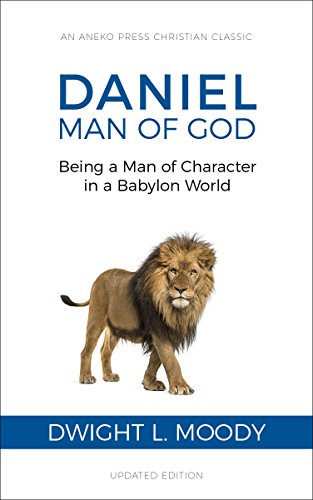 AN ANEKO PRESS CHRISTIAN CLASSIC
DANIEL
MAN OF GOD
Being a Man of Character
in a Babylon World
DWIGHT L. MOODY
UPDATED EDITION